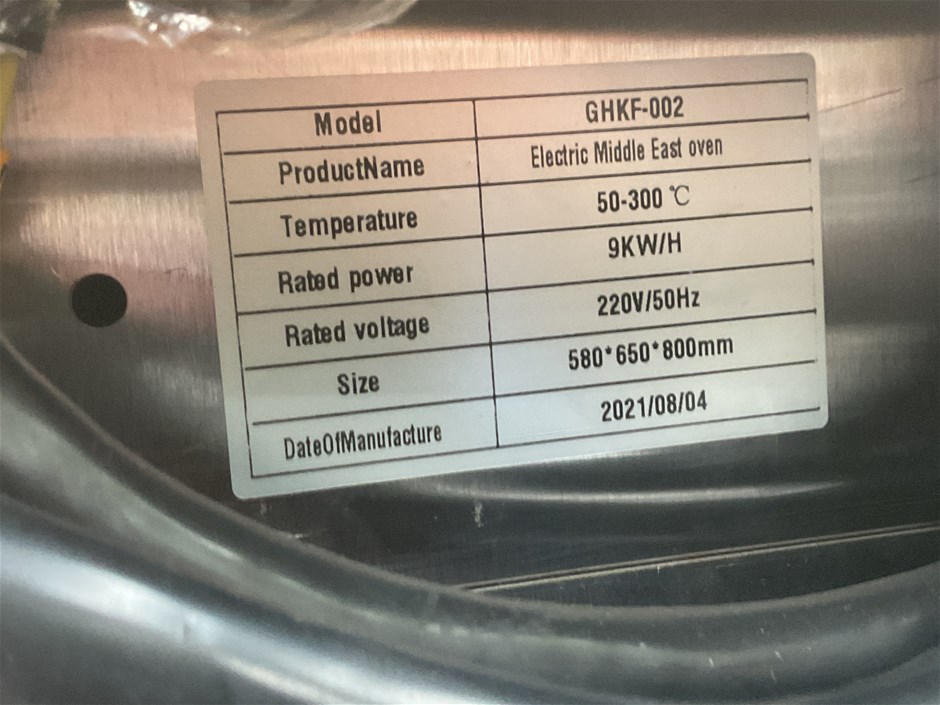 Model GHKF-002
ProductName Electric Middle East oven
Temperature 50-300 ℃
Rated power 9KW/H
Rated voltage 220V/50Hz
Size 580*650*800mm
DateOfManufacture 2021/08/04